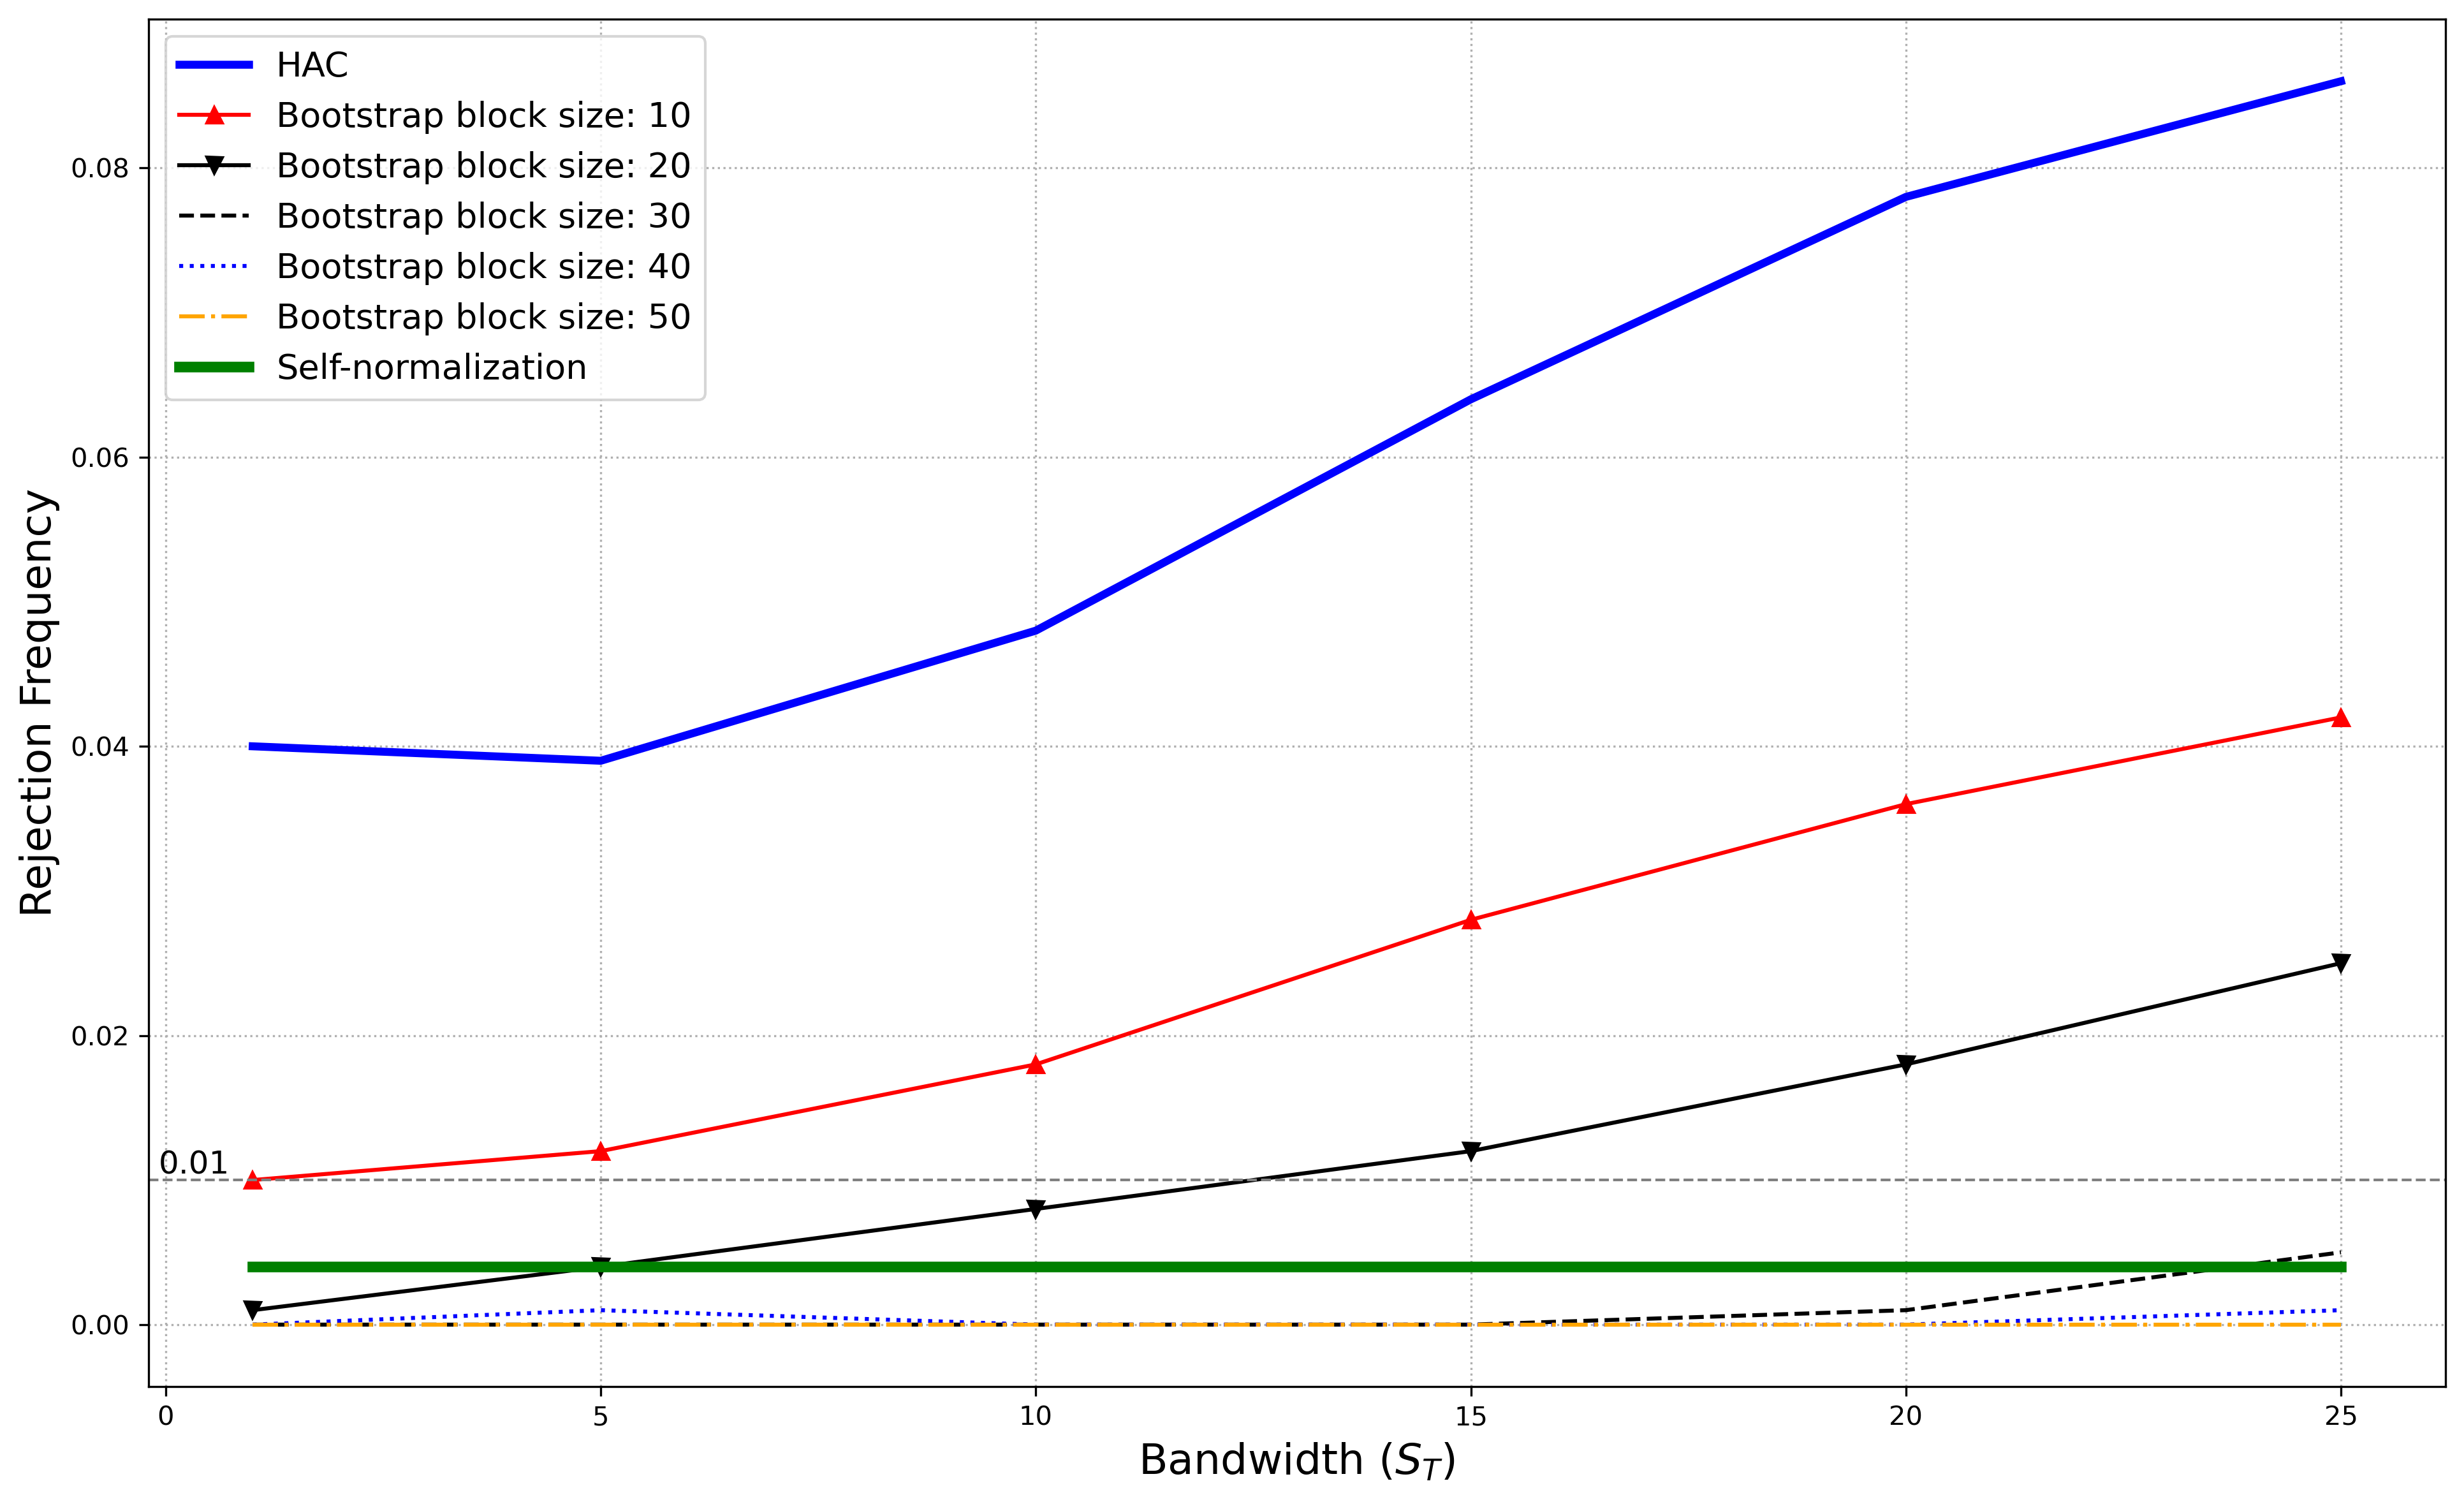 HAC
Bootstrap block size: 10
Bootstrap block size: 20
Bootstrap block size: 30
Bootstrap block size: 40
Bootstrap block size: 50
Self-normalization
0.08
0.06
0.04
0.02
0.01
0.00
0 5 10 15 20 25
Rejection Frequency
Bandwidth (S_T)